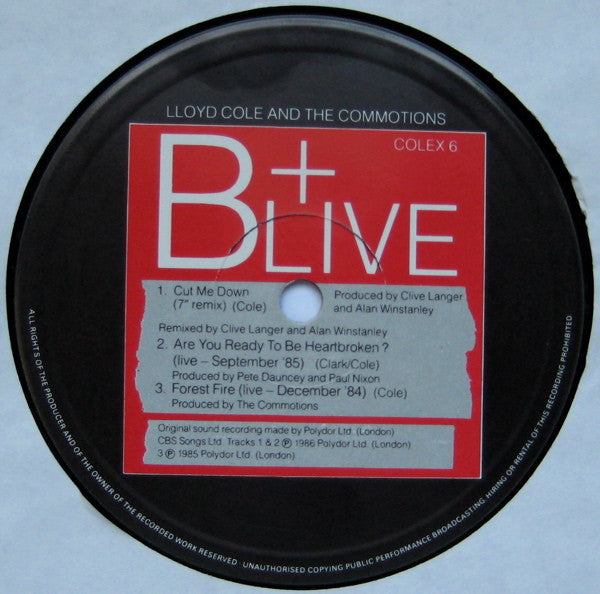 LLOYD COLE AND THE COMMOTIONS
COLEX 6
B+
LIVE
1. Cut Me Down
(7" remix) (Cole)
Produced by Clive Langer
and Alan Winstanley
Remixed by Clive Langer and Alan Winstanley
2. Are You Ready To Be Heartbroken?
(live – September '85) (Clark/Cole)
Produced by Pete Dauncey and Paul Nixon
3. Forest Fire (live – December '84) (Cole)
Produced by The Commotions
Original sound recording made by Polydor Ltd. (London)
CBS Songs Ltd. Tracks 1 & 2 ℗ 1986 Polydor Ltd. (London)
3 ℗ 1985 Polydor Ltd. (London)
ALL RIGHTS OF THE PRODUCER AND OF THE OWNER OF THE RECORDED WORK RESERVED UNAUTHORISED COPYING PUBLIC PERFORMANCE BROADCASTING HIRING OR RENTAL OF THIS RECORDING PROHIBITED